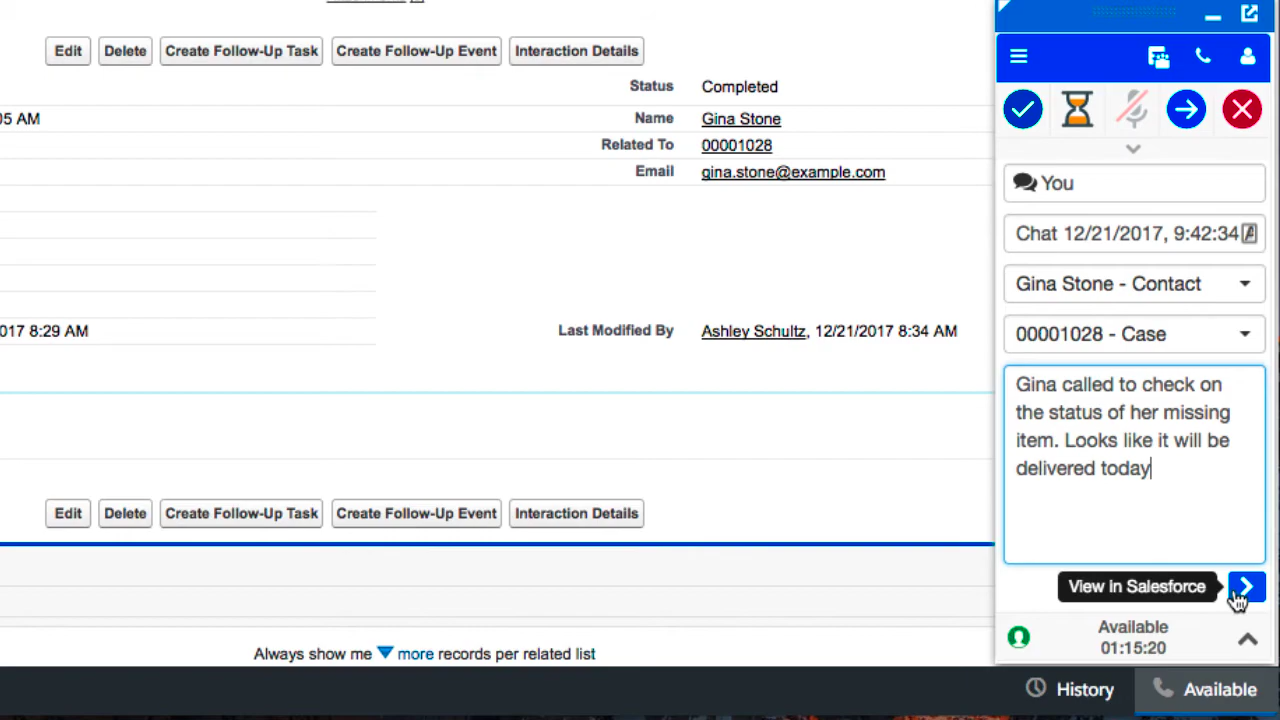 Edit Delete Create Follow-Up Task Create Follow-Up Event Interaction Details
Status Completed
05 AM Name Gina Stone
Related To 00001028
Email gina.stone@example.com
017 8:29 AM Last Modified By Ashley Schultz, 12/21/2017 8:34 AM
Edit Delete Create Follow-Up Task Create Follow-Up Event Interaction Details
Always show me more records per related list
You
Chat 12/21/2017, 9:42:34
Gina Stone - Contact
00001028 - Case
Gina called to check on
the status of her missing
item. Looks like it will be
delivered today
View in Salesforce
Available
01:15:20
History Available